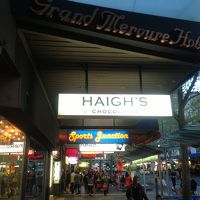 Grand Mercure Hot
HAIGH'S
CHOCOLATES
Sports Junction